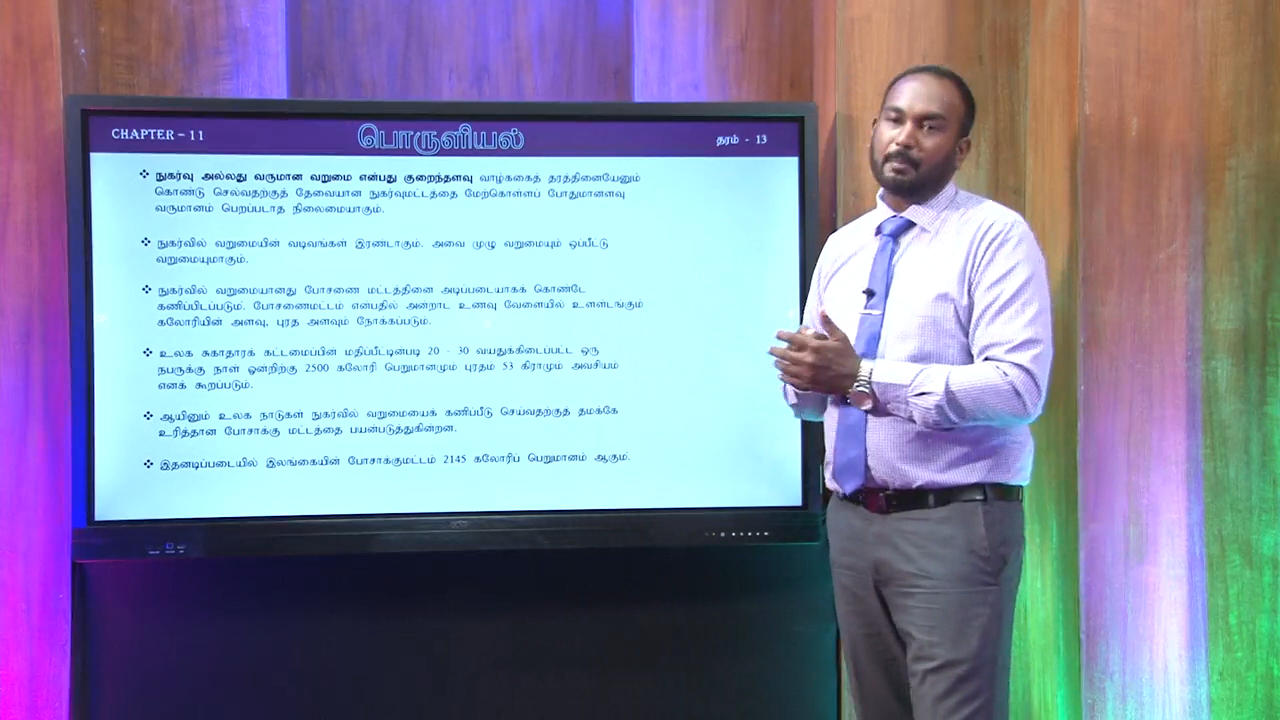 CHAPTER - 11
பொருளியல்
தரம் - 13
❖ நுகர்வு அல்லது வருமான வறுமை என்பது குறைந்தளவு வாழ்ககைத் தரத்தினையேனும்
கொண்டு செல்வதற்குத் தேவையான நுகர்வுமட்டத்தை மேற்கொள்ளப் போதுமானளவு
வருமானம் பெறப்படாத நிலைமையாகும்.
❖ நுகர்வில் வறுமையின் வடிவங்கள் இரண்டாகும். அவை முழு வறுமையும் ஒப்பீட்டு
வறுமையுமாகும்.
❖ நுகர்வில் வறுமையானது போசணை மட்டத்தினை அடிப்படையாகக் கொண்டே
கணிப்பிடப்படும். போசணைமட்டம் என்பதில் அன்றாட உணவு வேளையில் உள்ளடங்கும்
கலோரியின் அளவு, புரத அளவும் நோக்கப்படும்.
❖ உலக சுகாதாரக் கட்டமைப்பின் மதிப்பீட்டின்படி 20 - 30 வயதுக்கிடைப்பட்ட ஒரு
நபருக்கு நாள் ஒன்றிற்கு 2500 கலோரி பெறுமானமும் புரதம் 53 கிராமும் அவசியம்
எனக் கூறப்படும்.
❖ ஆயினும் உலக நாடுகள் நுகர்வில் வறுமையைக் கணிப்பீடு செய்வதற்குத் தமக்கே
உரித்தான போசாக்கு மட்டத்தை பயன்படுத்துகின்றன.
❖ இதனடிப்படையில் இலங்கையின் போசாக்குமட்டம் 2145 கலோரிப் பெறுமானம் ஆகும்.